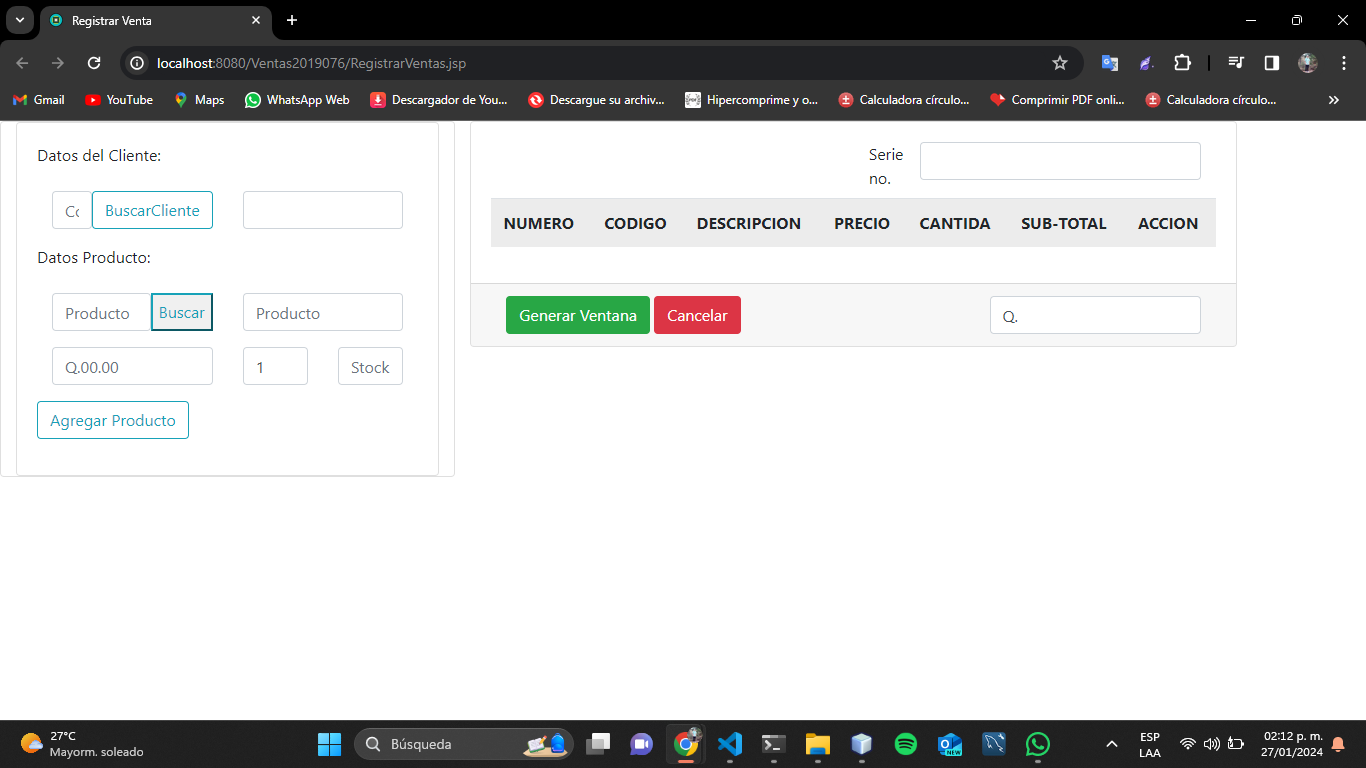 Registrar Venta
localhost:8080/Ventas2019076/RegistrarVentas.jsp
Gmail YouTube Maps WhatsApp Web Descargador de You... Descargue su archiv... Hipercomprime y o... Calculadora círculo... Comprimir PDF onli... Calculadora círculo... »
Datos del Cliente:
BuscarCliente
Datos Producto:
Producto Buscar Producto
Q.00.00 1 Stock
Agregar Producto
Serie
no.
NUMERO CODIGO DESCRIPCION PRECIO CANTIDA SUB-TOTAL ACCION
Generar Ventana Cancelar Q.
27°C
Mayorm. soleado
Búsqueda
NEW
ESP
LAA
02:12 p. m.
27/01/2024